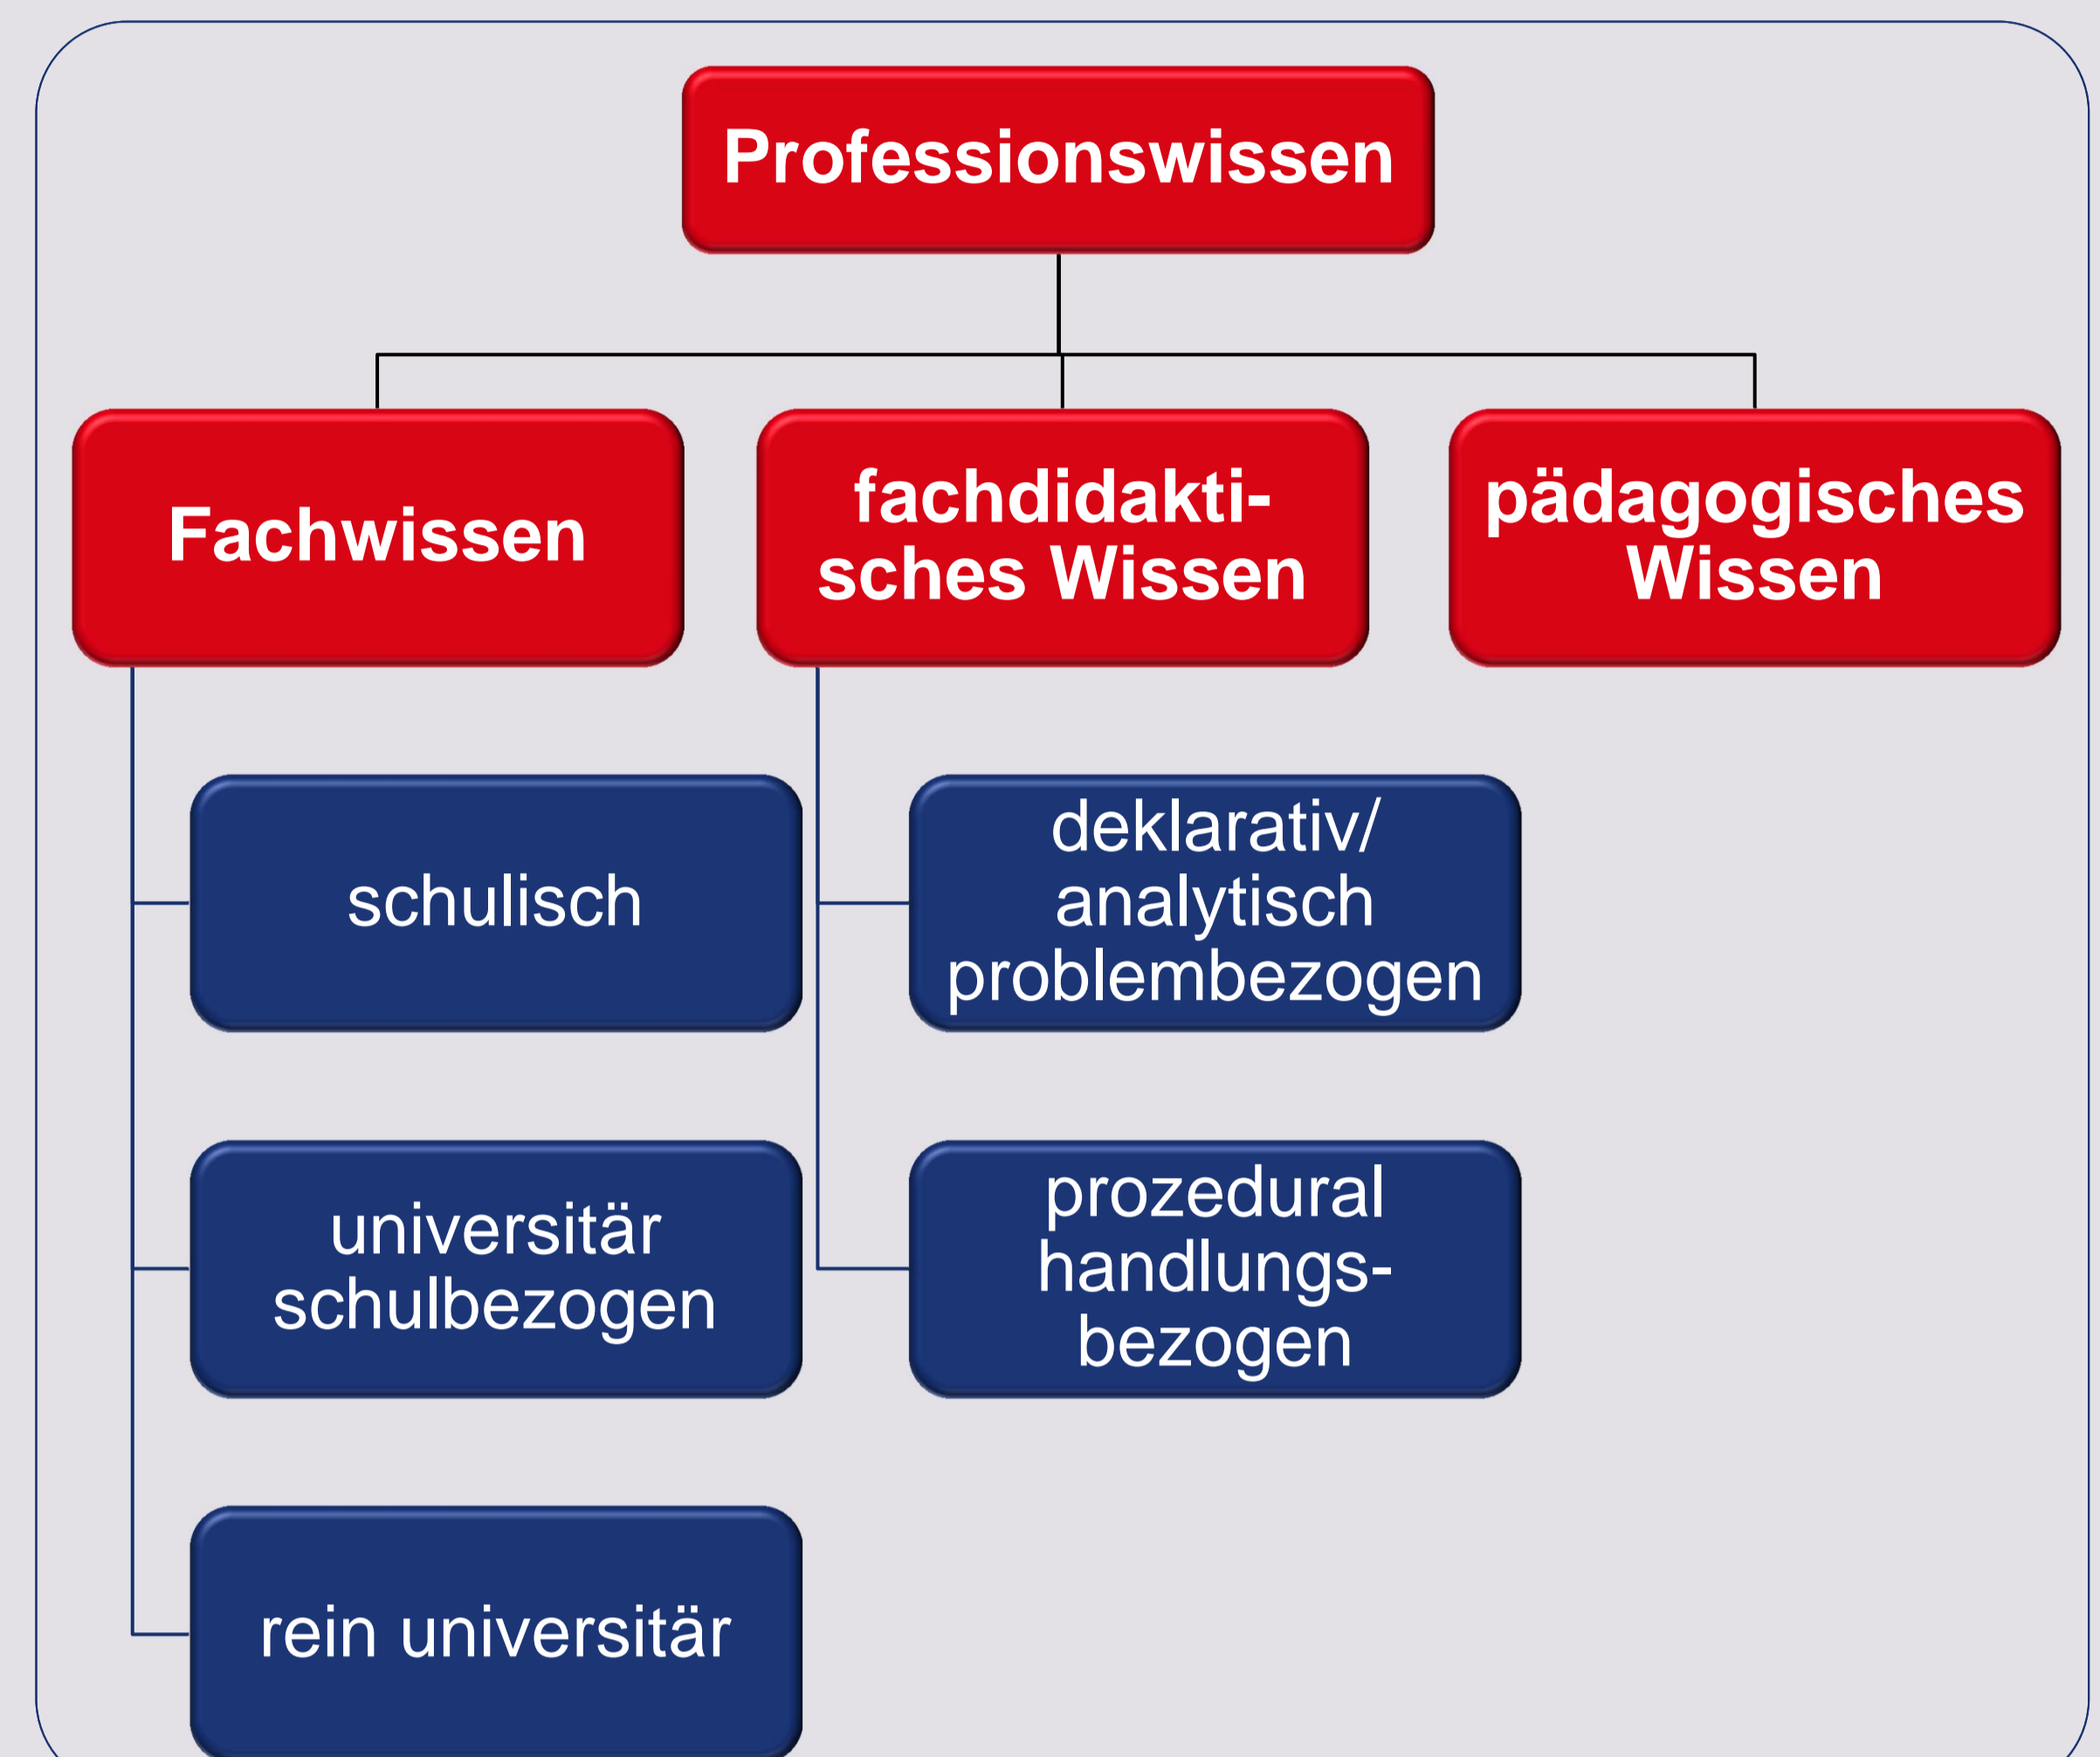 Professionswissen
Fachwissen
fachdidakti-
sches Wissen
pädagogisches
Wissen
schulisch
universitär
schulbezogen
rein universitär
deklarativ/
analytisch
problembezogen
prozedural
handlungs-
bezogen